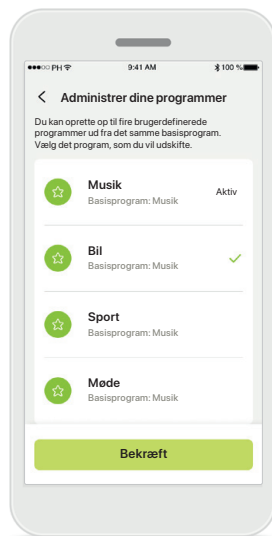 PH 9:41 AM 100 %
Administrer dine programmer
Du kan oprette op til fire brugerdefinerede
programmer ud fra det samme basisprogram.
Vælg det program, som du vil udskifte.
Musik
Basisprogram: Musik
Aktiv
Bil
Basisprogram: Musik
Sport
Basisprogram: Musik
Møde
Basisprogram: Musik
Bekræft